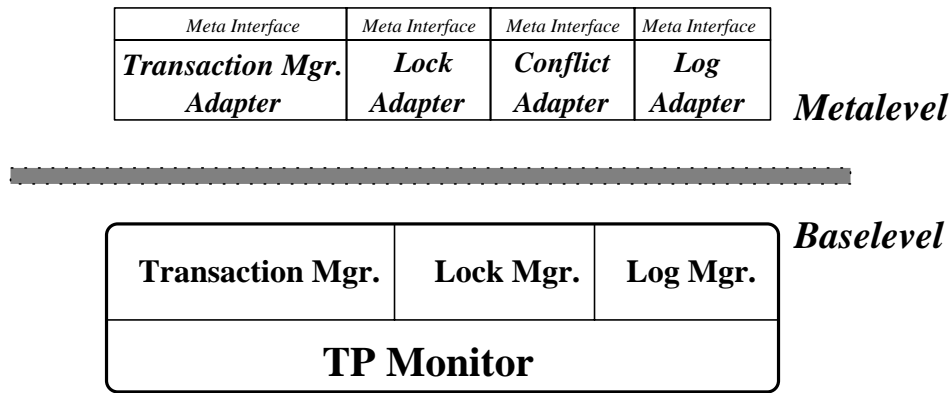 Meta Interface Meta Interface Meta Interface Meta Interface
Transaction Mgr. Lock Conflict Log
Adapter Adapter Adapter Adapter
Metalevel
Baselevel
Transaction Mgr. Lock Mgr. Log Mgr.
TP Monitor